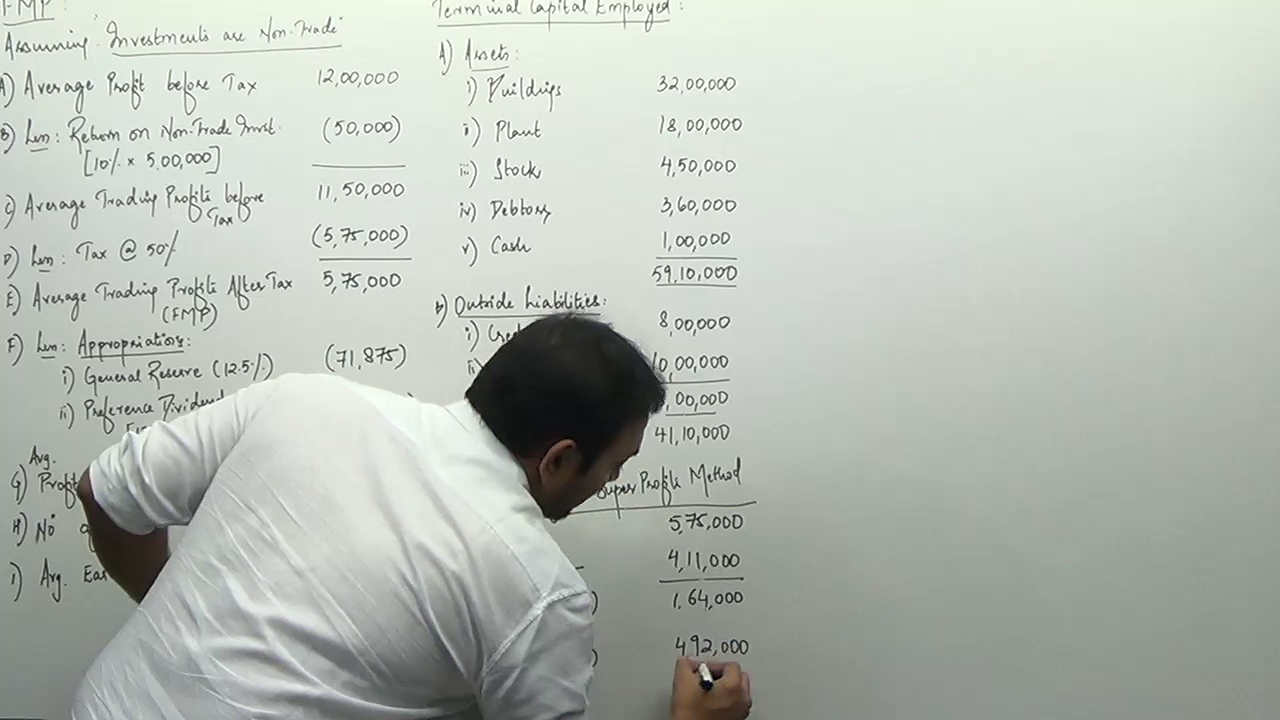 FMP:
Assuming "Investments are Non-Trade"
A) Average Profit before Tax 12,00,000
B) Less: Return on Non-Trade Invst. (50,000)
[10% x 5,00,000]
C) Average Trading Profits before Tax 11,50,000
D) Less: Tax @ 50% (5,75,000)
E) Average Trading Profits After Tax 5,75,000
(FMP)
F) Less: Appropriations:
i) General Reserve (12.5%) (71,875)
ii) Preference Dividend
Avg.
G) Profit
H) No
I) Avg.
Terminal Capital Employed:
A) Assets:
i) Buildings 32,00,000
ii) Plant 18,00,000
iii) Stock 4,50,000
iv) Debtors 3,60,000
v) Cash 1,00,000
59,10,000
b) Outside Liabilities:
i) 8,00,000
0,00,000
,00,000
41,10,000
Super Profits Method
5,75,000
4,11,000
1,64,000
492,000